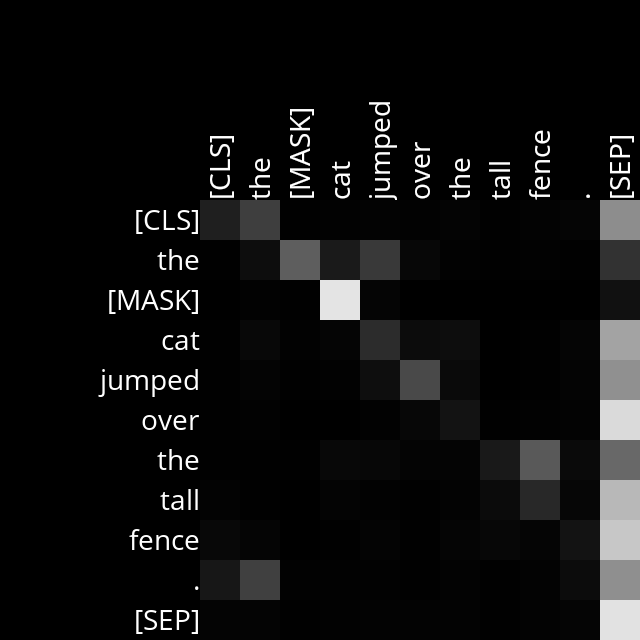 [CLS] the [MASK] cat jumped over the tall fence . [SEP]
[CLS]
the
[MASK]
cat
jumped
over
the
tall
fence
.
[SEP]